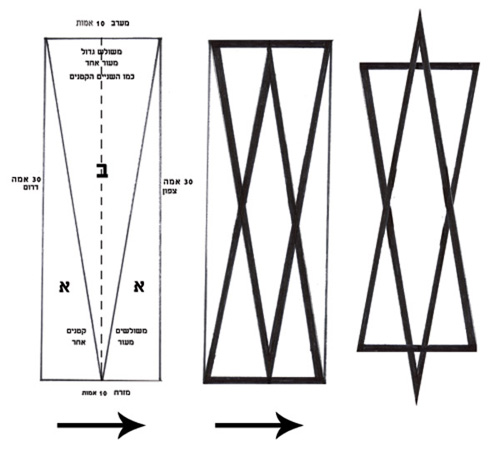 מערב 10 אמות
משולש גדול
מעור אחד
כמו השניים הקטנים
ב
30 אמה
דרום
30 אמה
צפון
א
א
קטנים
אחד
משולשים
מעור
מזרח 10 אמות